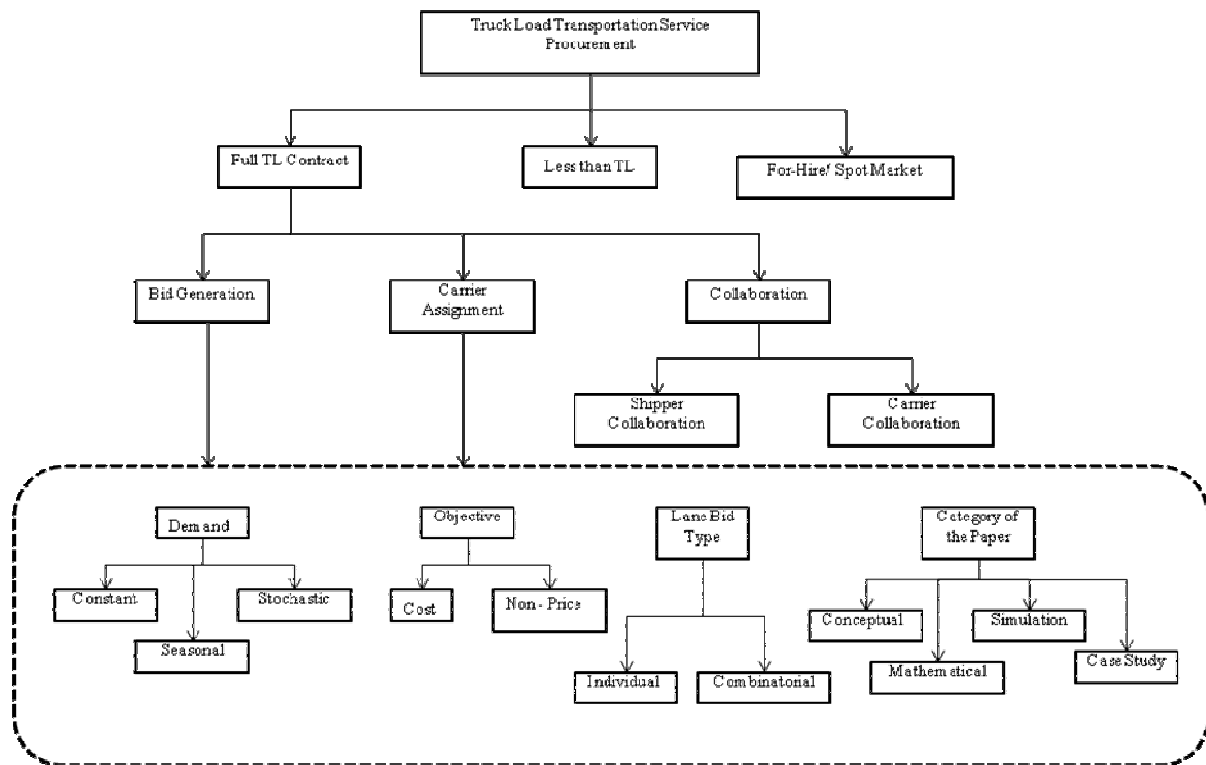 Truck Load Transportation Service
Procurement
Full TL Contract
Less than TL
For-Hire/ Spot Market
Bid Generation
Carrier
Assignment
Collaboration
Shipper
Collaboration
Carrier
Collaboration
Demand
Objective
Lane Bid
Type
Category of
the Paper
Constant
Stochastic
Seasonal
Cost
Non - Price
Individual
Combinatorial
Conceptual
Simulation
Mathematical
Case Study